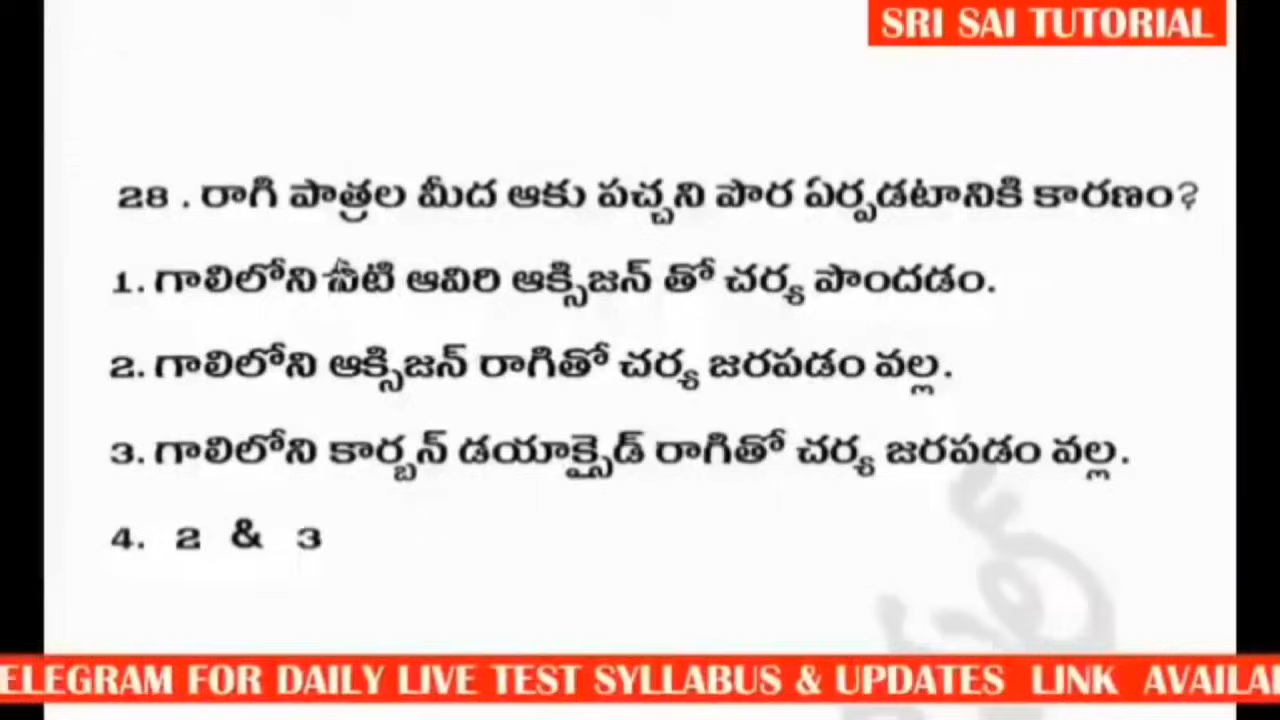 SRI SAI TUTORIAL
28 . రాగి పాత్రల మీద ఆకు పచ్చని పొర ఏర్పడటానికి కారణం?
1. గాలిలోని నీటి ఆవిరి ఆక్సిజన్ తో చర్య పొందడం.
2. గాలిలోని ఆక్సిజన్ రాగితో చర్య జరపడం వల్ల.
3. గాలిలోని కార్బన్ డయాక్సైడ్ రాగితో చర్య జరపడం వల్ల.
4. 2 & 3
ELEGRAM FOR DAILY LIVE TEST SYLLABUS & UPDATES LINK AVAILA